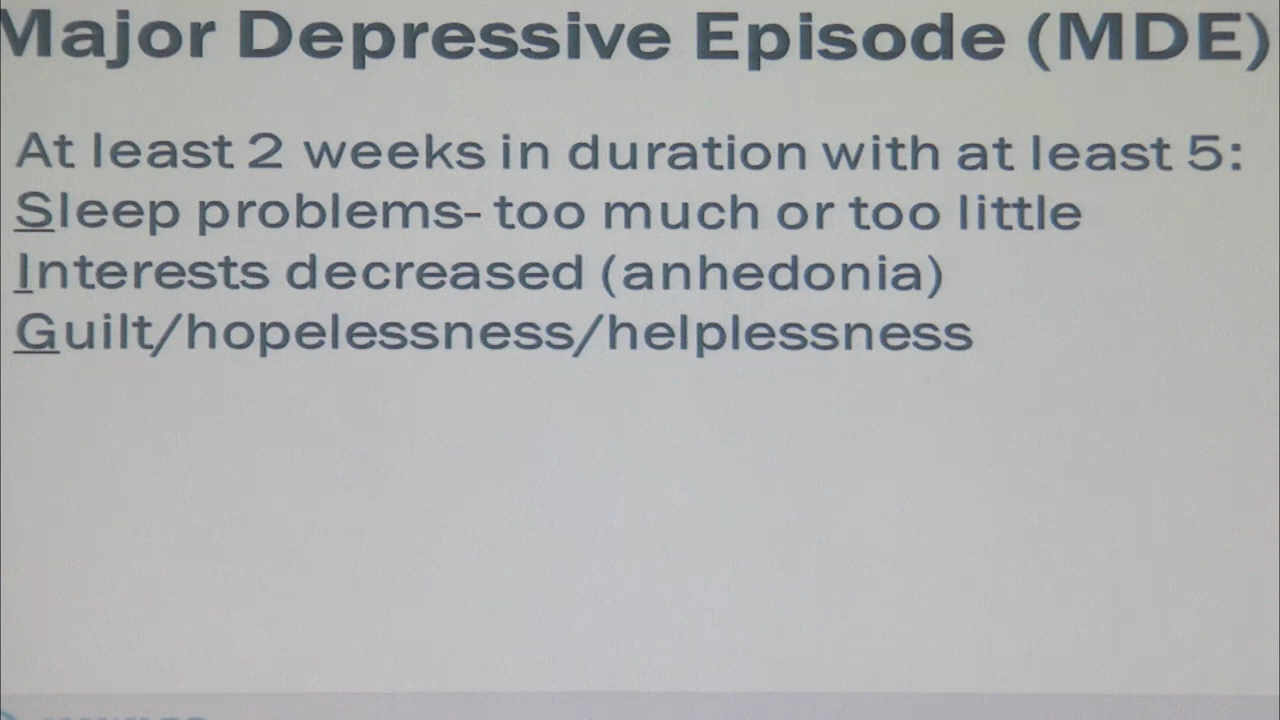 Major Depressive Episode (MDE)
At least 2 weeks in duration with at least 5:
Sleep problems- too much or too little
Interests decreased (anhedonia)
Guilt/hopelessness/helplessness